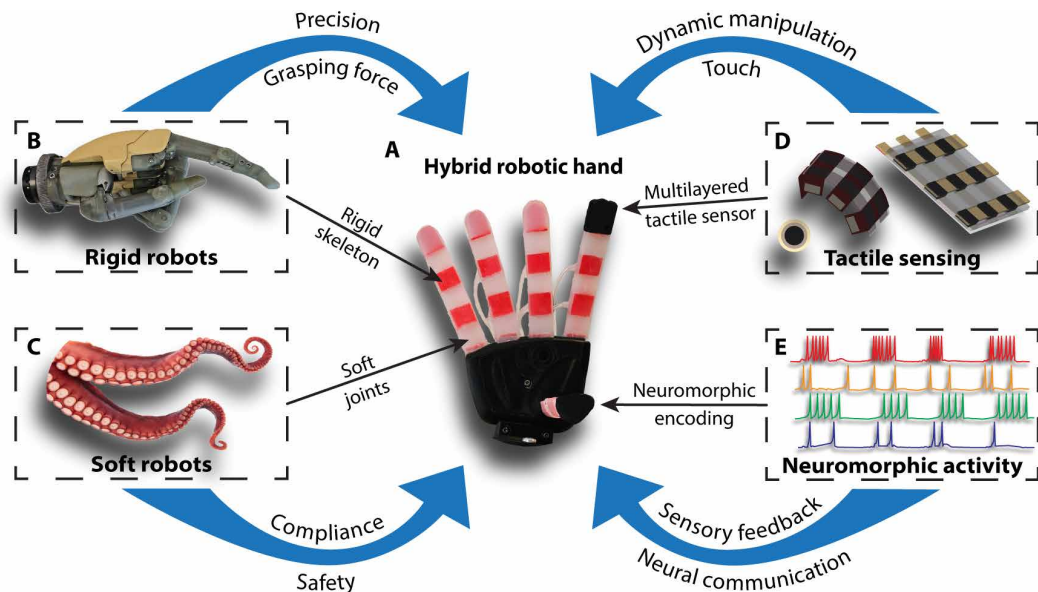 Precision
Grasping force
Dynamic manipulation
Touch
B
Rigid robots
A
Hybrid robotic hand
D
Tactile sensing
Rigid
skeleton
Multilayered
tactile sensor
C
Soft robots
Soft
joints
Neuromorphic
encoding
E
Neuromorphic activity
Compliance
Safety
Sensory feedback
Neural communication